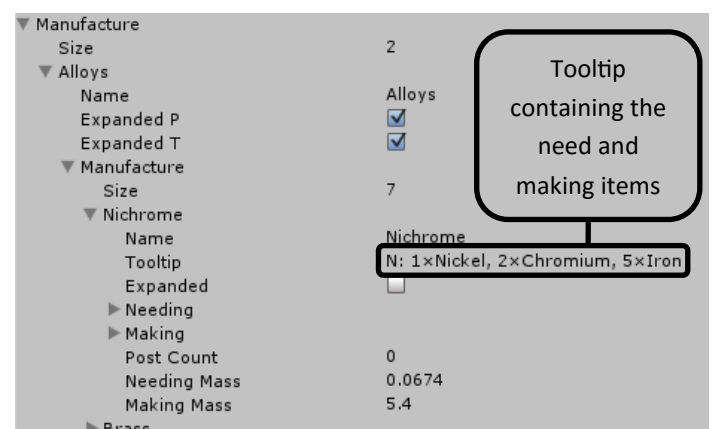 Manufacture
Size 2
Alloys
Name Alloys
Expanded P
Expanded T
Manufacture
Size 7
Nichrome
Name Nichrome
Tooltip N: 1×Nickel, 2×Chromium, 5×Iron
Expanded
Needing
Making
Post Count 0
Needing Mass 0.0674
Making Mass 5.4
Brass
Tooltip
containing the
need and
making items